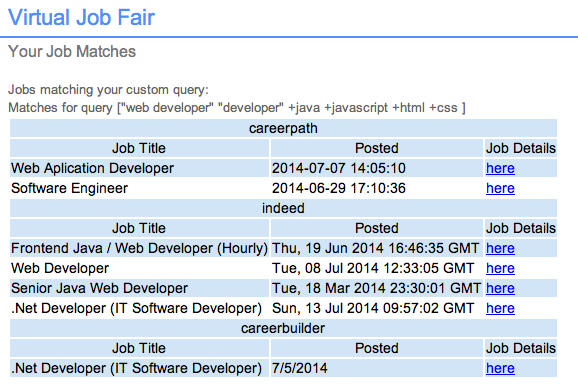 Virtual Job Fair
Your Job Matches
Jobs matching your custom query:
Matches for query ["web developer" "developer" +java +javascript +html +css ]
careerpath
Job Title Posted Job Details
Web Aplication Developer 2014-07-07 14:05:10 here
Software Engineer 2014-06-29 17:10:36 here
indeed
Job Title Posted Job Details
Frontend Java / Web Developer (Hourly) Thu, 19 Jun 2014 16:46:35 GMT here
Web Developer Tue, 08 Jul 2014 12:33:05 GMT here
Senior Java Web Developer Tue, 18 Mar 2014 23:30:01 GMT here
.Net Developer (IT Software Developer) Sun, 13 Jul 2014 09:57:02 GMT here
careerbuilder
Job Title Posted Job Details
.Net Developer (IT Software Developer) 7/5/2014 here